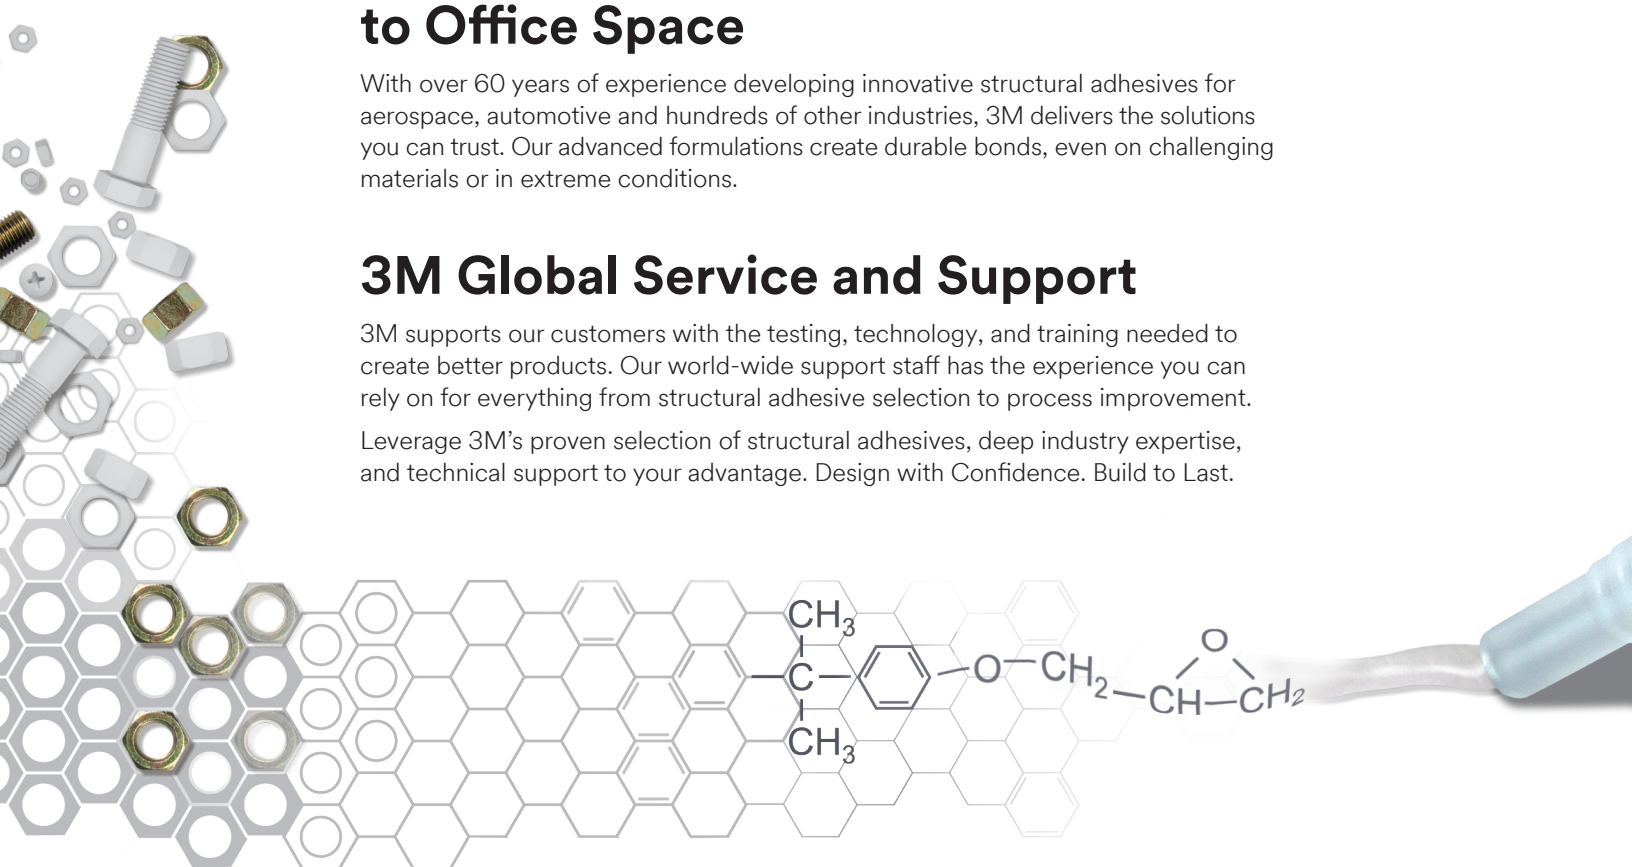 to Office Space
With over 60 years of experience developing innovative structural adhesives for
aerospace, automotive and hundreds of other industries, 3M delivers the solutions
you can trust. Our advanced formulations create durable bonds, even on challenging
materials or in extreme conditions.
3M Global Service and Support
3M supports our customers with the testing, technology, and training needed to
create better products. Our world-wide support staff has the experience you can
rely on for everything from structural adhesive selection to process improvement.
Leverage 3M’s proven selection of structural adhesives, deep industry expertise,
and technical support to your advantage. Design with Confidence. Build to Last.
CH₃
O
C O CH₂
CH CH₂
CH₃